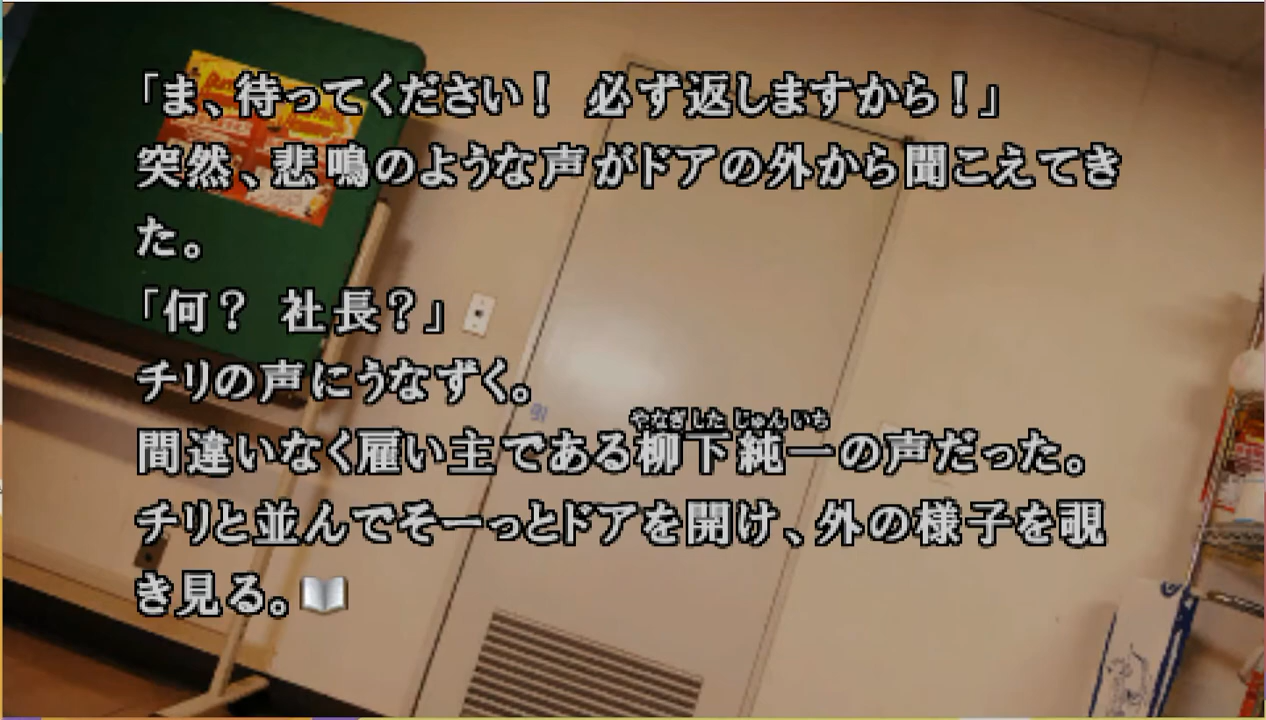 「ま、待ってください！　必ず返しますから！」
突然、悲鳴のような声がドアの外から聞こえてき
た。
「何？　社長？」
チリの声にうなずく。
やなぎした じゅんいち
間違いなく雇い主である柳下純一の声だった。
チリと並んでそーっとドアを開け、外の様子を覗
き見る。